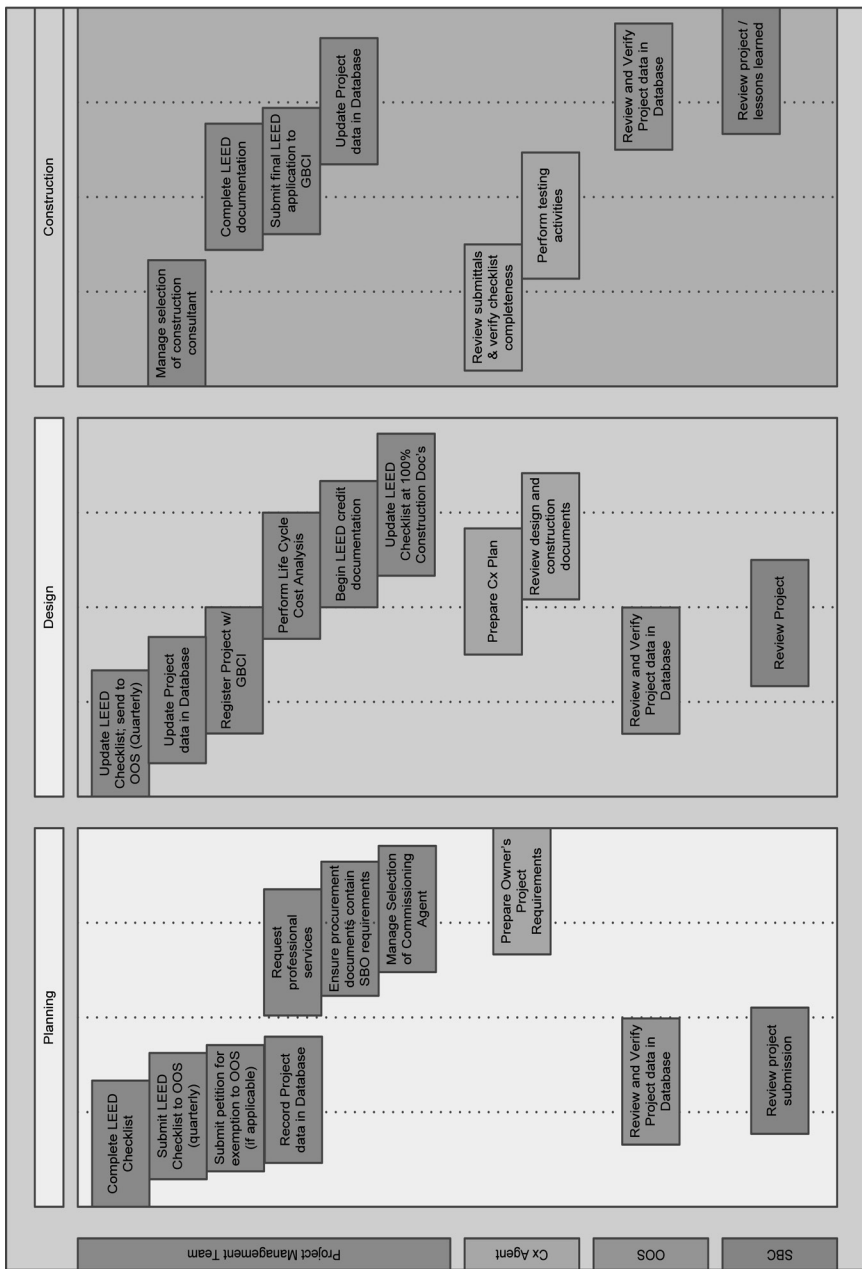 Planning
Design
Construction
Project Management Team
Complete LEED
Checklist
Submit LEED
Checklist to OOS
(quarterly)
Submit petition for
exemption to OOS
(if applicable)
Record Project
data in Database
Request
professional
services
Ensure procurement
documents contain
SBO requirements
Manage Selection
of Commissioning
Agent
Update LEED
Checklist; send to
OOS (Quarterly)
Update Project
data in Database
Register Project w/
GBCI
Perform Life Cycle
Cost Analysis
Begin LEED credit
documentation
Update LEED
Checklist at 100%
Construction Doc's
Manage selection
of construction
consultant
Complete LEED
documentation
Submit final LEED
application to
GBCI
Update Project
data in Database
Cx Agent
Prepare Owner's
Project
Requirements
Prepare Cx Plan
Review design and
construction
documents
Review submittals
& verify checklist
completeness
Perform testing
activities
OOS
Review and Verify
Project data in
Database
Review and Verify
Project data in
Database
Review and Verify
Project data in
Database
SBC
Review project
submission
Review Project
Review project /
lessons learned